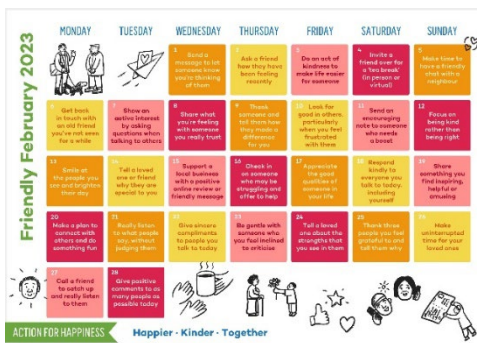 Friendly February 2023
MONDAY TUESDAY WEDNESDAY THURSDAY FRIDAY SATURDAY SUNDAY
1
Send a
message to let
someone know
you're thinking
of them
2
Ask a friend
how they have
been feeling
recently
3
Do an act of
kindness to
make life easier
for someone
4
Invite a
friend over for
a 'tea break'
(in person or
virtual)
5
Make time to
have a friendly
chat with a
neighbour
6
Get back
in touch with
an old friend
you've not seen
for a while
7
Show an
interest by
asking
questions when
talking to others
8
Share what
you're feeling
with someone
you really trust
9
Thank
someone and
tell them how
they made a
difference
for you
10
Look for
good in others,
particularly
when you feel
frustrated
with them
11
Send an
encouraging
note to someone
who needs
a boost
12
Focus on
being kind
rather than
being right
13
Smile at
the people you
see and brighten
their day
14
Tell a loved
one or friend
why they are
special to you
15
Support a
local business
with a positive
online review or
friendly message
16
Check in
on someone
who may be
struggling and
offer to help
17
Appreciate
the good
qualities of
someone in
your life
18
Respond
kindly to
everyone you
talk to today,
including
yourself
19
Share
something you
find inspiring,
helpful or
amusing
20
Make a plan to
connect with
others and do
something fun
21
Really listen
to what people
say, without
judging them
22
Give sincere
compliments
to people you
talk to today
23
Be gentle with
someone who
you feel inclined
to criticise
24
Tell a loved
one about the
strengths that
you see in them
25
Thank three
people you feel
grateful to and
tell them why
26
Make
uninterrupted
time for your
loved ones
27
Call a friend
to catch up
and really listen
to them
28
Give positive
comments to as
many people as
possible today
ACTION FOR HAPPINESS
Happier · Kinder · Together